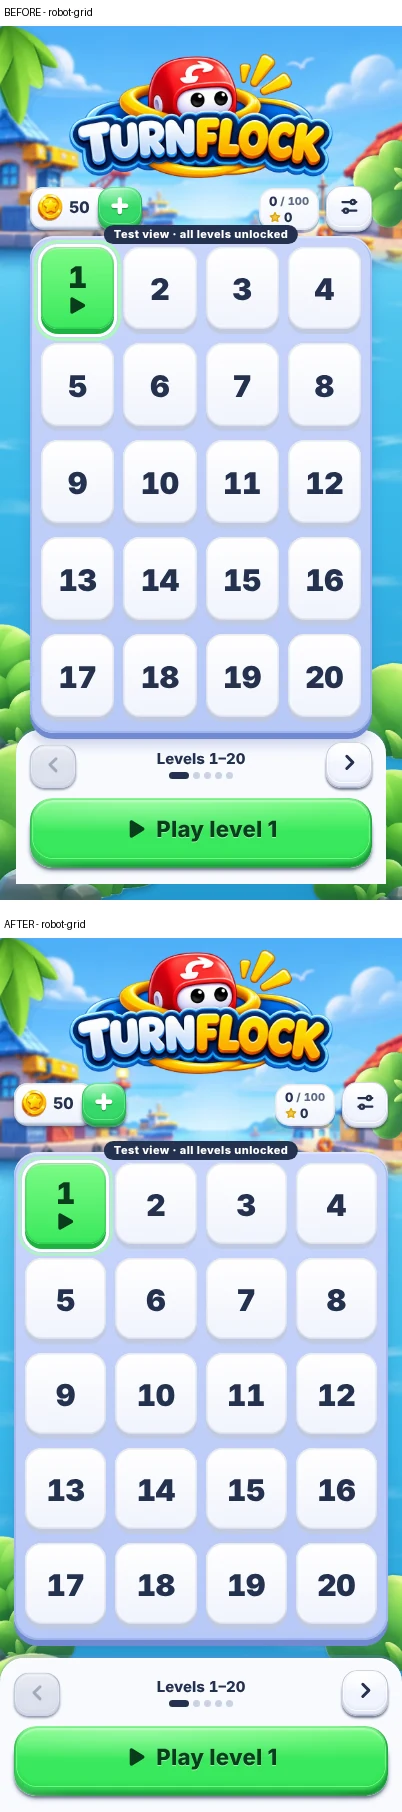 BEFORE - robot-grid
TURNFLOCK
50 +
0 / 100
0
Test view · all levels unlocked
1 2 3 4
5 6 7 8
9 10 11 12
13 14 15 16
17 18 19 20
Levels 1–20
Play level 1
AFTER - robot-grid
TURNFLOCK
50 +
0 / 100
0
Test view · all levels unlocked
1 2 3 4
5 6 7 8
9 10 11 12
13 14 15 16
17 18 19 20
Levels 1–20
Play level 1